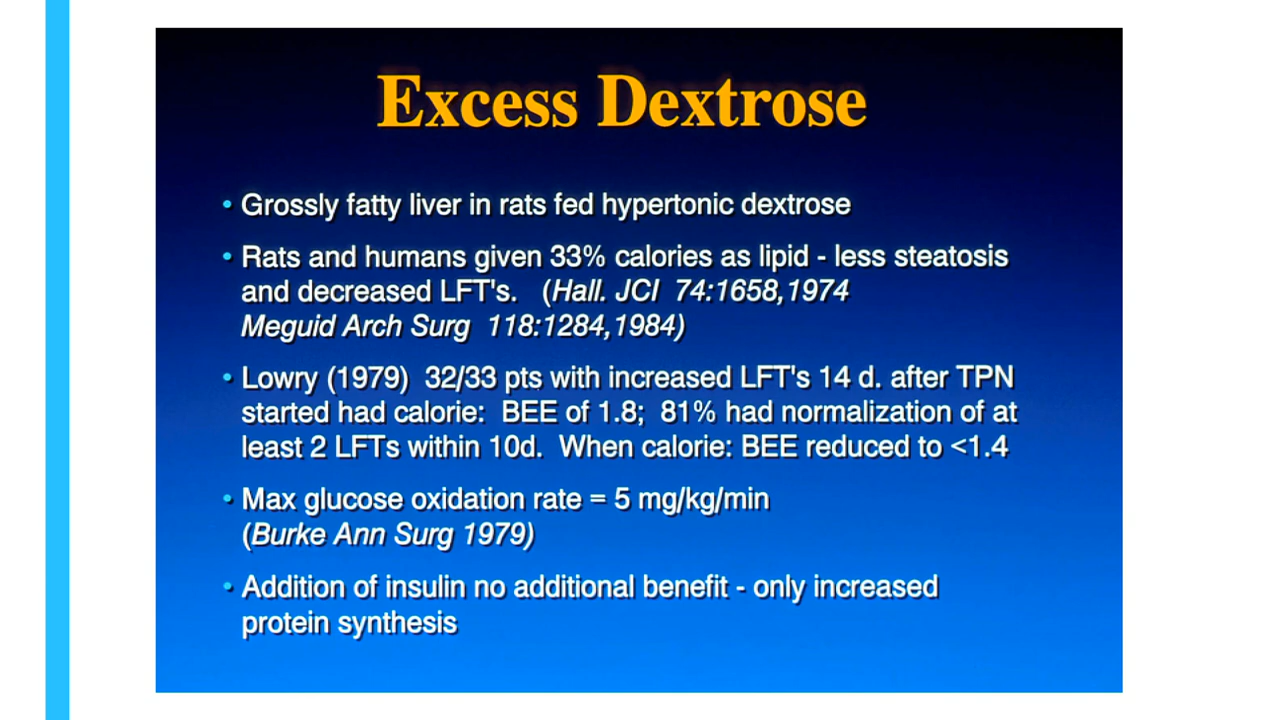 Excess Dextrose
• Grossly fatty liver in rats fed hypertonic dextrose
• Rats and humans given 33% calories as lipid - less steatosis
and decreased LFT's.   (Hall. JCI  74:1658,1974
Meguid Arch Surg  118:1284,1984)
• Lowry (1979)  32/33 pts with increased LFT's 14 d. after TPN
started had calorie:  BEE of 1.8;  81% had normalization of at
least 2 LFTs within 10d.  When calorie: BEE reduced to <1.4
• Max glucose oxidation rate = 5 mg/kg/min
(Burke Ann Surg 1979)
• Addition of insulin no additional benefit - only increased
protein synthesis